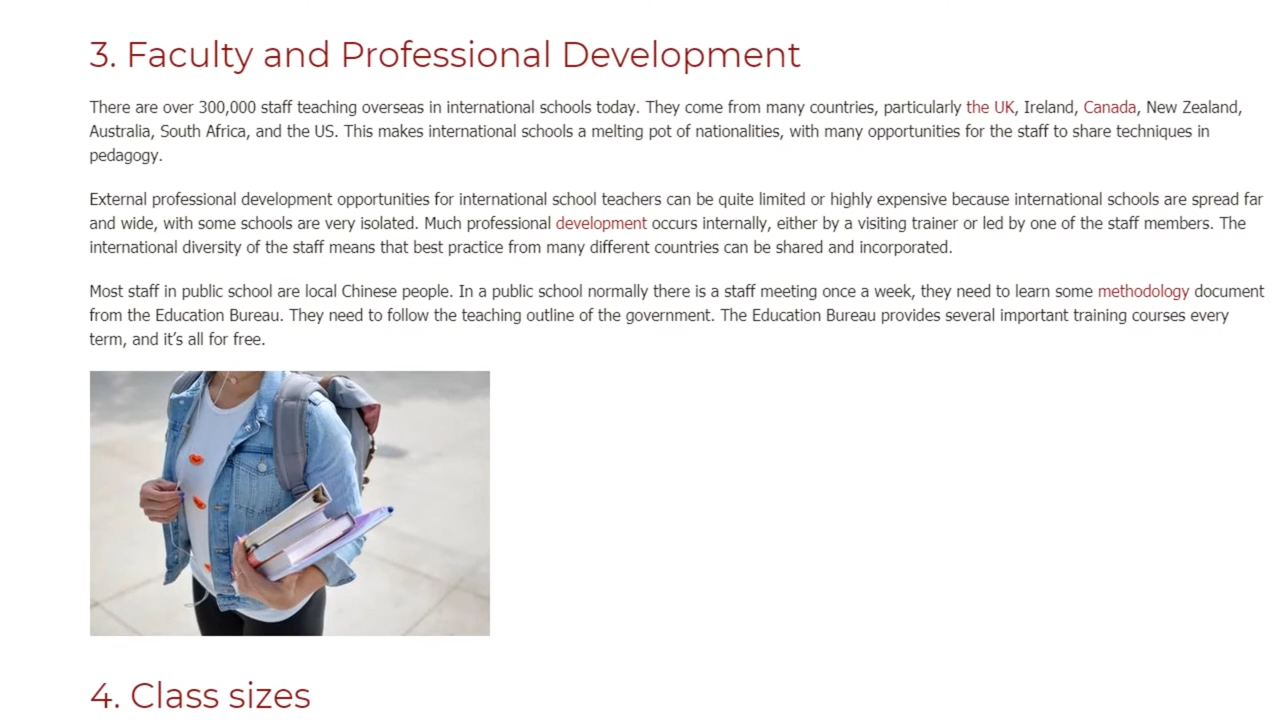 3. Faculty and Professional Development
There are over 300,000 staff teaching overseas in international schools today. They come from many countries, particularly the UK, Ireland, Canada, New Zealand,
Australia, South Africa, and the US. This makes international schools a melting pot of nationalities, with many opportunities for the staff to share techniques in
pedagogy.
External professional development opportunities for international school teachers can be quite limited or highly expensive because international schools are spread far
and wide, with some schools are very isolated. Much professional development occurs internally, either by a visiting trainer or led by one of the staff members. The
international diversity of the staff means that best practice from many different countries can be shared and incorporated.
Most staff in public school are local Chinese people. In a public school normally there is a staff meeting once a week, they need to learn some methodology document
from the Education Bureau. They need to follow the teaching outline of the government. The Education Bureau provides several important training courses every
term, and it’s all for free.
4. Class sizes